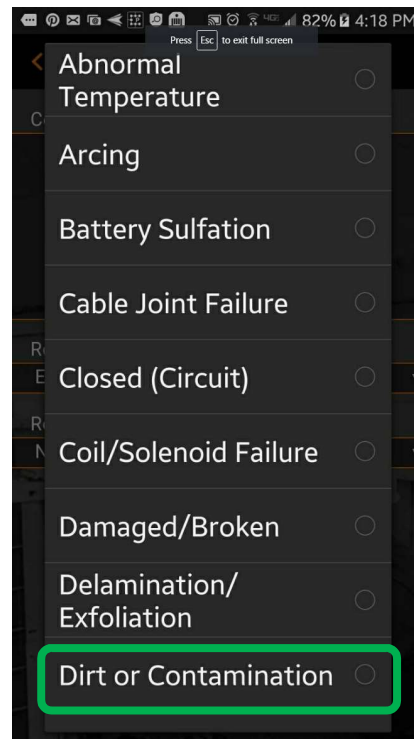 82% 4:18 PM
Press Esc to exit full screen
Abnormal
Temperature
Arcing
Battery Sulfation
Cable Joint Failure
Closed (Circuit)
Coil/Solenoid Failure
Damaged/Broken
Delamination/
Exfoliation
Dirt or Contamination